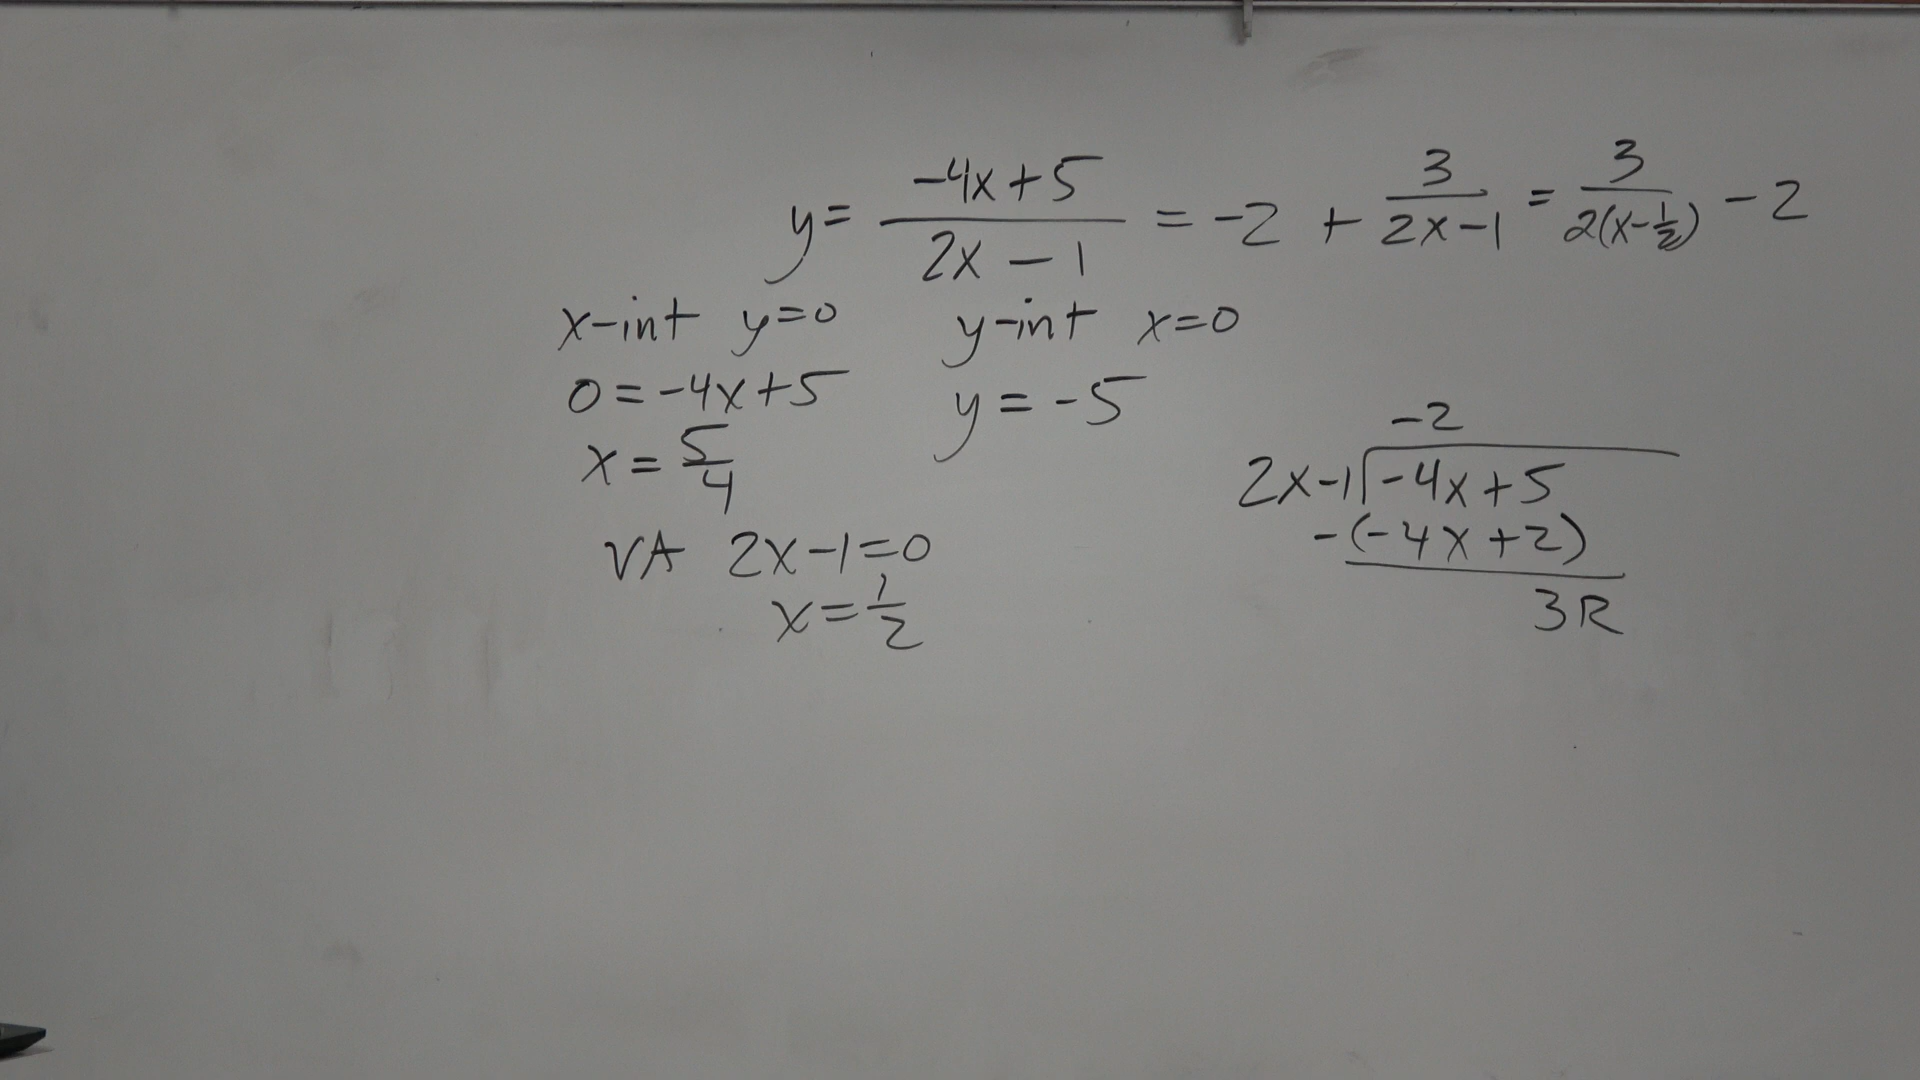 y = (-4x+5)/(2x-1) = -2 + 3/(2x-1) = 3/(2(x-1/2)) - 2
x-int y=0
0=-4x+5
x=5/4
y-int x=0
y=-5
VA 2x-1=0
x=1/2
-2
2x-1 -4x+5
-(-4x+2)
3R